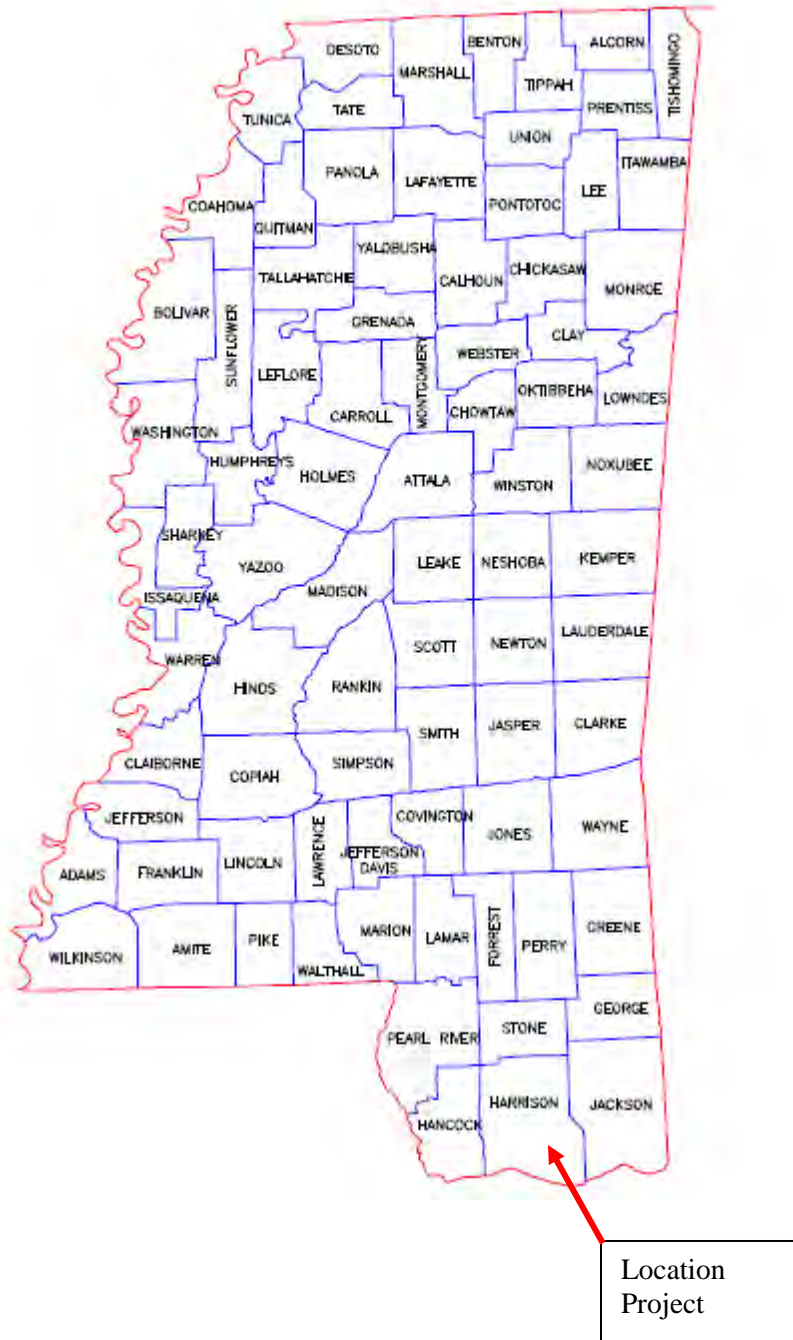 DESOTO
BENTON
ALCORN
MARSHALL
TIPPAH
TISHOMINGO
TUNICA
TATE
PRENTISS
UNION
PANOLA
LAFAYETTE
ITAWAMBA
COAHOMA
QUITMAN
PONTOTOC
LEE
YALOBUSHA
TALLAHATCHIE
CALHOUN
CHICKASAW
MONROE
BOLIVAR
SUNFLOWER
GRENADA
CLAY
LEFLORE
WEBSTER
MONTGOMERY
OKTIBBEHA
LOWNDES
CARROLL
CHOWTAW
WASHINGTON
HUMPHREYS
HOLMES
ATTALA
WINSTON
NOXUBEE
SHARKEY
YAZOO
LEAKE
NESHOBA
KEMPER
ISSAQUENA
MADISON
SCOTT
NEWTON
LAUDERDALE
WARREN
HINDS
RANKIN
SMITH
JASPER
CLARKE
CLAIBORNE
COPIAH
SIMPSON
JEFFERSON
LAWRENCE
COVINGTON
JONES
WAYNE
ADAMS
FRANKLIN
LINCOLN
JEFFERSON
DAVIS
WILKINSON
AMITE
PIKE
WALTHALL
MARION
LAMAR
FORREST
PERRY
GREENE
GEORGE
PEARL RIVER
STONE
HANCOCK
HARRISON
JACKSON
Location
Project